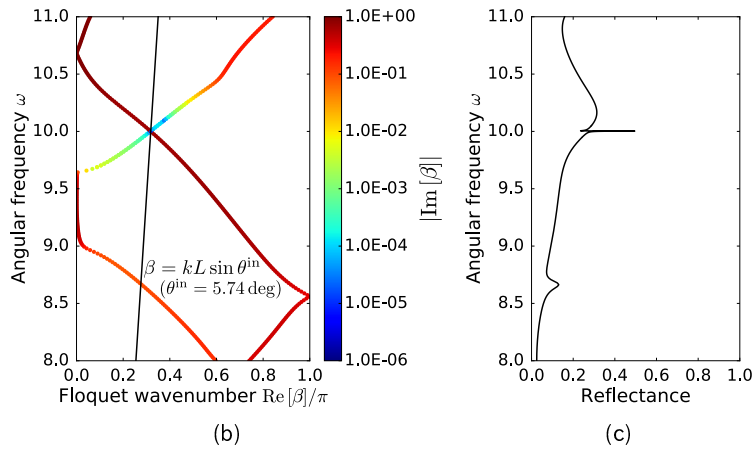 11.0
10.5
10.0
9.5
9.0
8.5
8.0
Angular frequency ω
0.0 0.2 0.4 0.6 0.8 1.0
Floquet wavenumber Re [β]/π
β = kL sin θ^in
(θ^in = 5.74 deg)
1.0E+00
1.0E-01
1.0E-02
1.0E-03
1.0E-04
1.0E-05
1.0E-06
|Im [β]|
(b)
11.0
10.5
10.0
9.5
9.0
8.5
8.0
Angular frequency ω
0.0 0.2 0.4 0.6 0.8 1.0
Reflectance
(c)